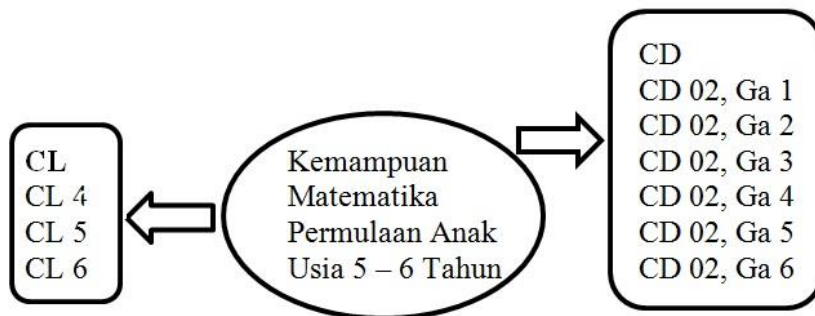 CL
CL 4
CL 5
CL 6
Kemampuan
Matematika
Permulaan Anak
Usia 5 – 6 Tahun
CD
CD 02, Ga 1
CD 02, Ga 2
CD 02, Ga 3
CD 02, Ga 4
CD 02, Ga 5
CD 02, Ga 6